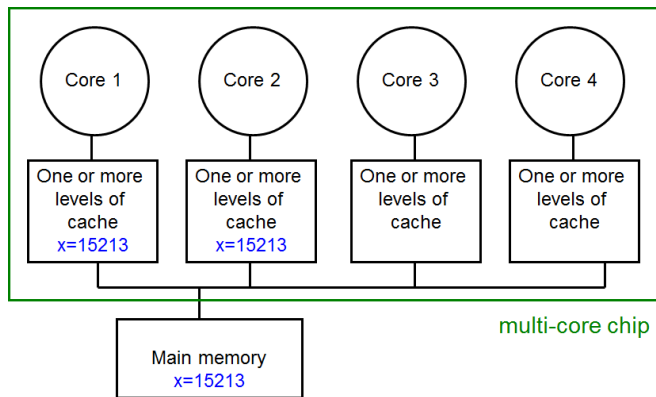 Core 1
Core 2
Core 3
Core 4
One or more
levels of
cache
x=15213
One or more
levels of
cache
x=15213
One or more
levels of
cache
One or more
levels of
cache
multi-core chip
Main memory
x=15213